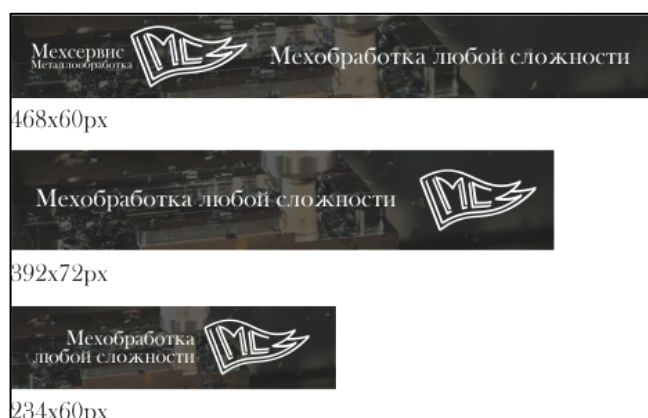 Мехсервис
Металлообработка
МС
Мехобработка любой сложности
468x60px
Мехобработка любой сложности
МС
392x72px
Мехобработка
любой сложности
МС
234x60px